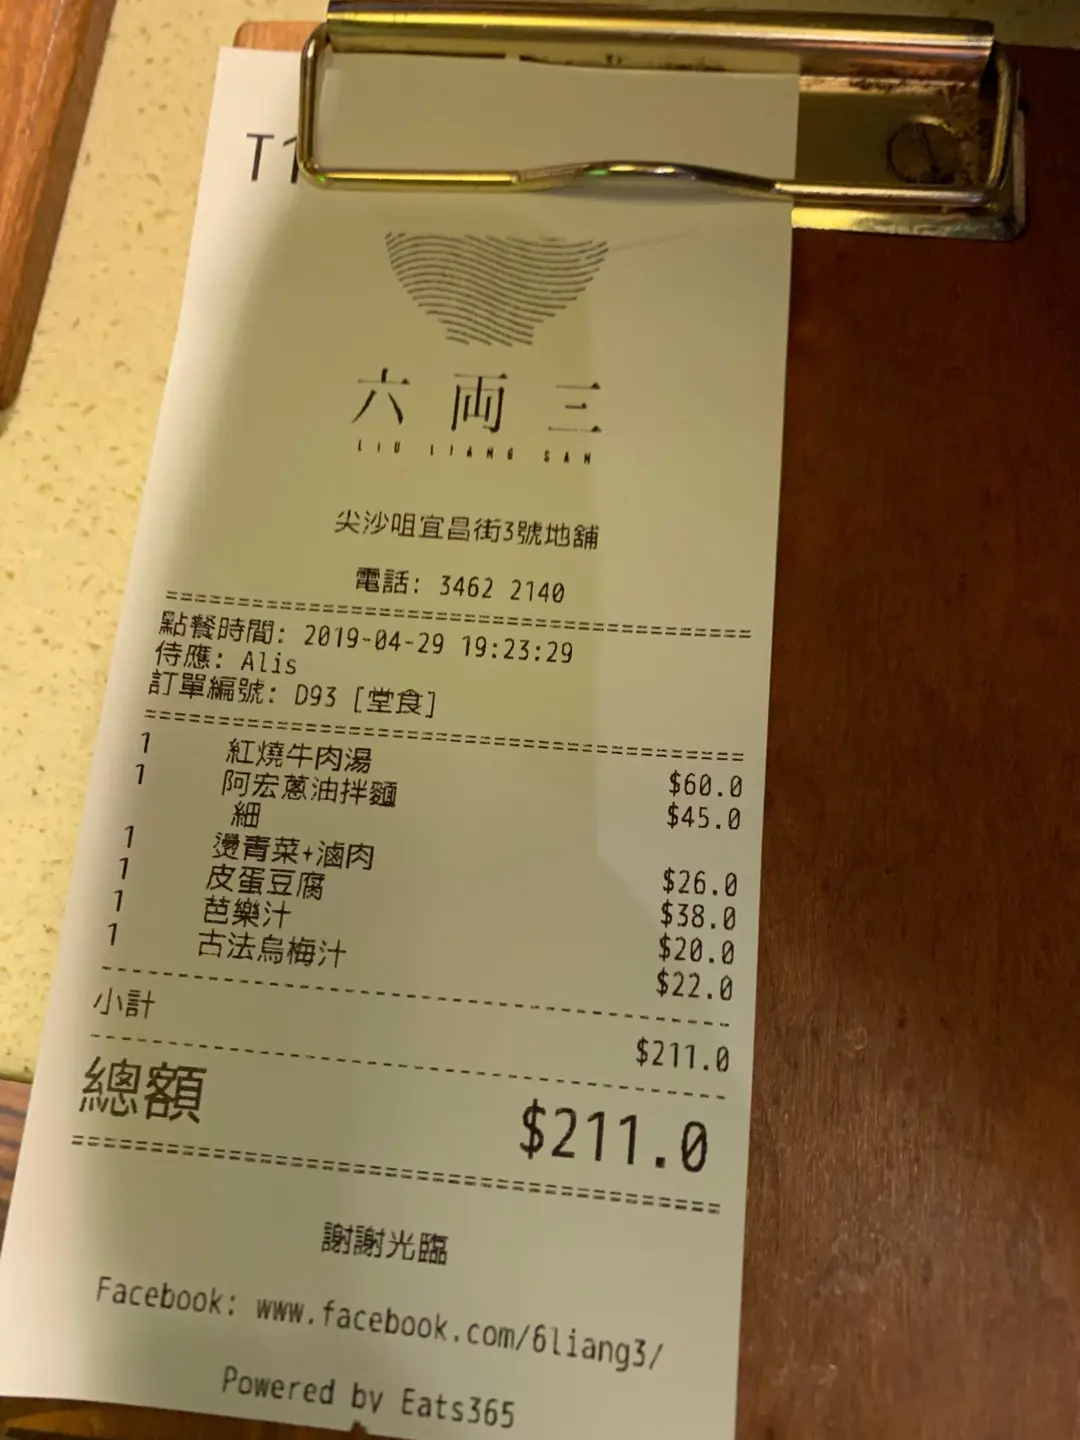 六両三
LIU LIANG SAN
尖沙咀宜昌街3號地舖
電話: 3462 2140
點餐時間: 2019-04-29 19:23:29
侍應: Alis
訂單編號: D93 [堂食]
1 紅燒牛肉湯 $60.0
1 阿宏蔥油拌麵 $45.0
細
1 燙青菜+滷肉 $26.0
1 皮蛋豆腐 $38.0
1 芭樂汁 $20.0
1 古法烏梅汁 $22.0
小計 $211.0
總額 $211.0
謝謝光臨
Facebook: www.facebook.com/6liang3/
Powered by Eats365